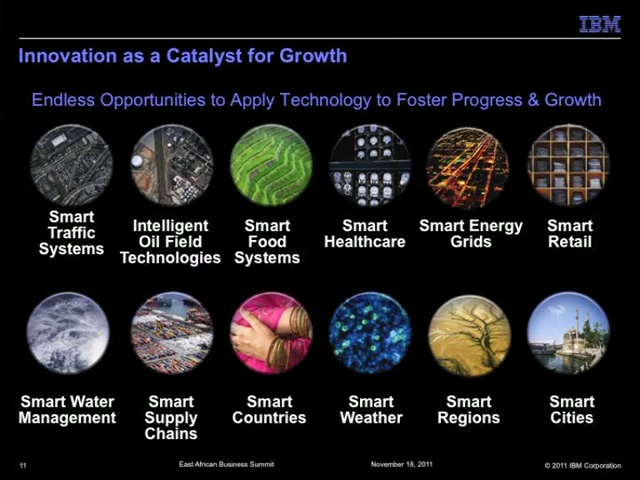 IBM
Innovation as a Catalyst for Growth
Endless Opportunities to Apply Technology to Foster Progress & Growth
Smart
Traffic
Systems
Intelligent
Oil Field
Technologies
Smart
Food
Systems
Smart
Healthcare
Smart Energy
Grids
Smart
Retail
Smart Water
Management
Smart
Supply
Chains
Smart
Countries
Smart
Weather
Smart
Regions
Smart
Cities
11
East African Business Summit
November 18, 2011
© 2011 IBM Corporation